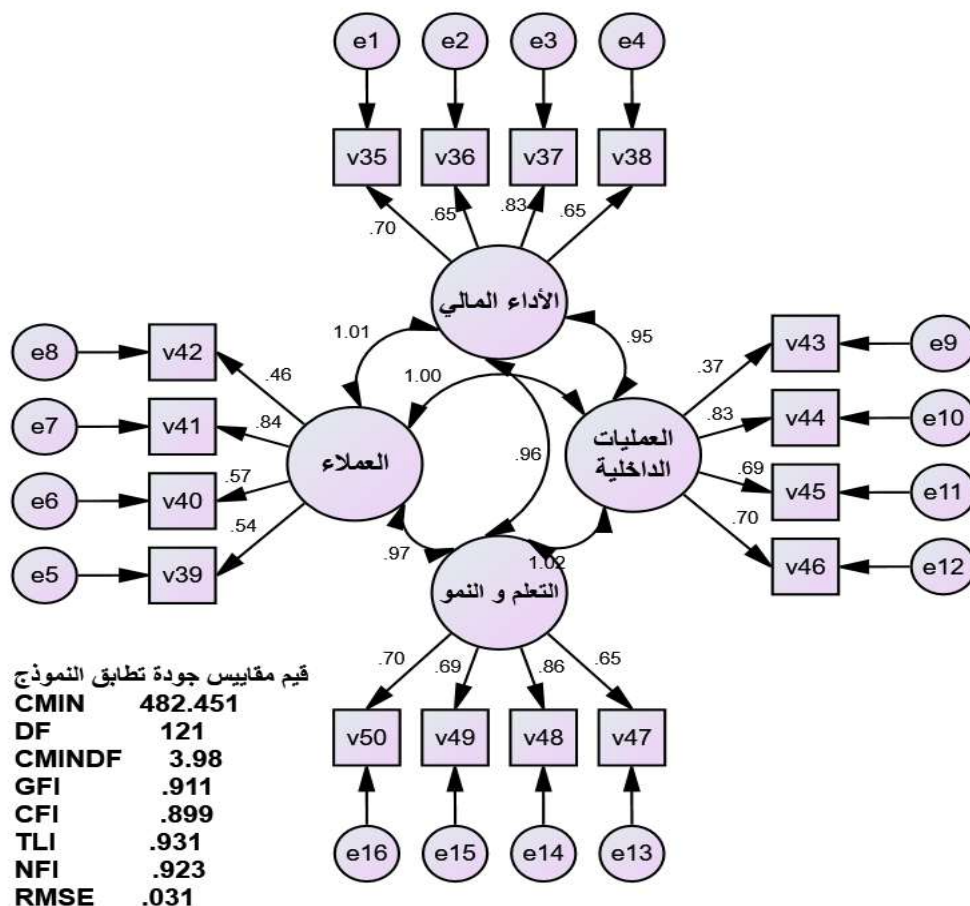 e1 e2 e3 e4
v35 v36 v37 v38
.70 .65 .83 .65
الأداء المالي
1.01 .95
e8 v42 v43 e9
.46 1.00 .37
e7 v41 .84 .83 v44 e10
العملاء
.96
العمليات
الداخلية
e6 v40 .57 .69 v45 e11
.54 .70
e5 v39 .97 1.02 v46 e12
التعلم و النمو
.70 .69 .86 .65
v50 v49 v48 v47
e16 e15 e14 e13
قيم مقاييس جودة تطابق النموذج
CMIN 482.451
DF 121
CMINDF 3.98
GFI .911
CFI .899
TLI .931
NFI .923
RMSE .031